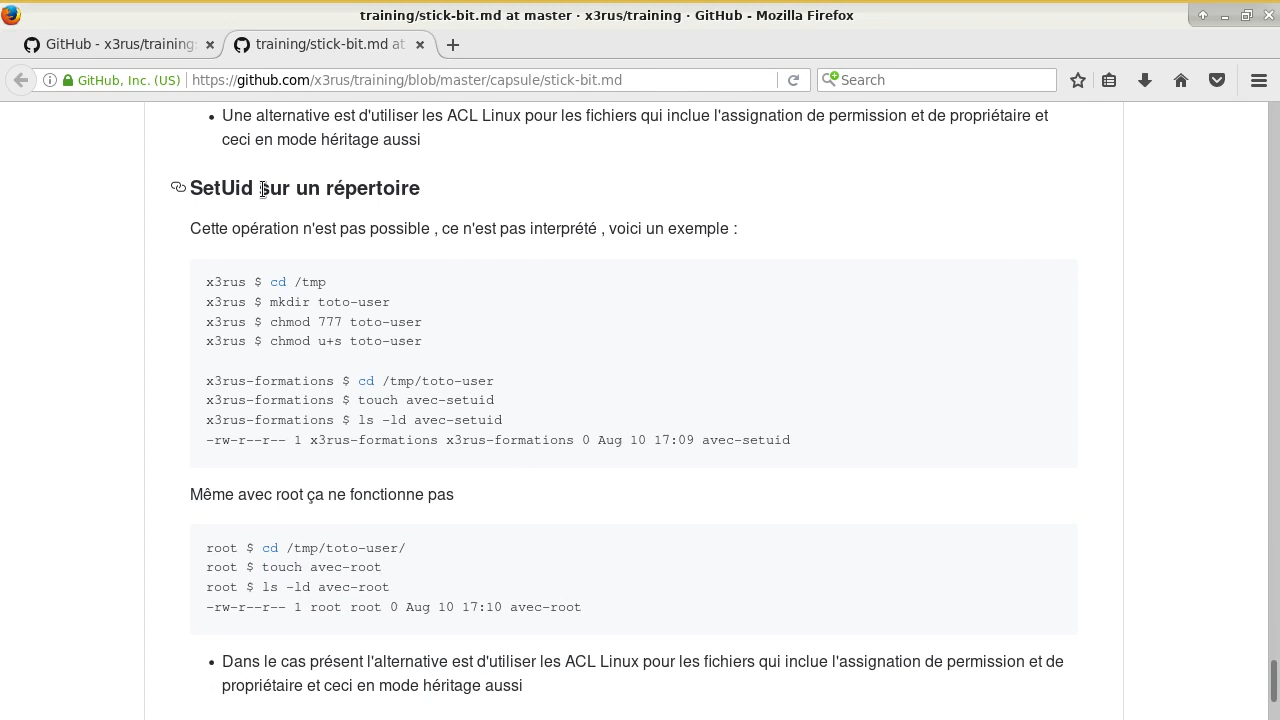 training/stick-bit.md at master · x3rus/training · GitHub - Mozilla Firefox
GitHub - x3rus/training:
training/stick-bit.md at
GitHub, Inc. (US)
https://github.com/x3rus/training/blob/master/capsule/stick-bit.md
Search
• Une alternative est d'utiliser les ACL Linux pour les fichiers qui inclue l'assignation de permission et de propriétaire et
ceci en mode héritage aussi
SetUid sur un répertoire
Cette opération n'est pas possible , ce n'est pas interprété , voici un exemple :
x3rus $ cd /tmp
x3rus $ mkdir toto-user
x3rus $ chmod 777 toto-user
x3rus $ chmod u+s toto-user
x3rus-formations $ cd /tmp/toto-user
x3rus-formations $ touch avec-setuid
x3rus-formations $ ls -ld avec-setuid
-rw-r--r-- 1 x3rus-formations x3rus-formations 0 Aug 10 17:09 avec-setuid
Même avec root ça ne fonctionne pas
root $ cd /tmp/toto-user/
root $ touch avec-root
root $ ls -ld avec-root
-rw-r--r-- 1 root root 0 Aug 10 17:10 avec-root
• Dans le cas présent l'alternative est d'utiliser les ACL Linux pour les fichiers qui inclue l'assignation de permission et de
propriétaire et ceci en mode héritage aussi